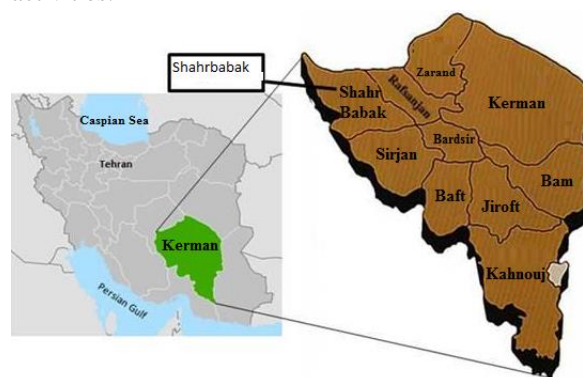 Shahrbabak
Caspian Sea
Tehran
Kerman
Persian Gulf
Zarand
Rafsanjan
Kerman
Shahr
Babak
Bardsir
Sirjan
Bam
Baft
Jiroft
Kahnouj